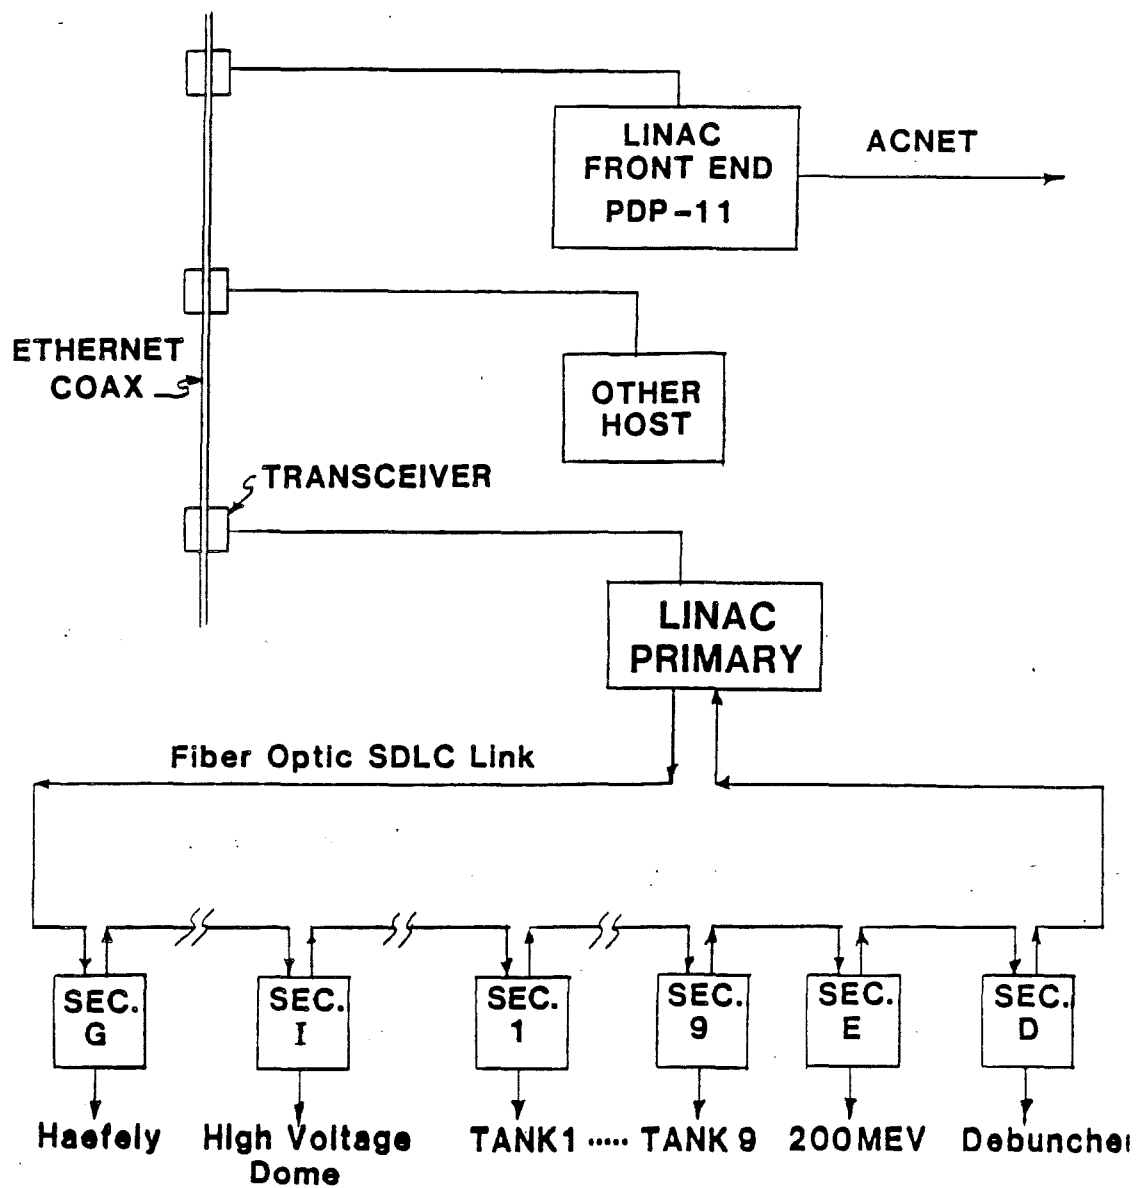 LINAC
FRONT END
PDP-11
ACNET
ETHERNET
COAX
OTHER
HOST
TRANSCEIVER
LINAC
PRIMARY
Fiber Optic SDLC Link
SEC.
G
SEC.
I
SEC.
1
SEC.
9
SEC.
E
SEC.
D
Haefely
High Voltage
Dome
TANK1 ..... TANK 9
200MEV